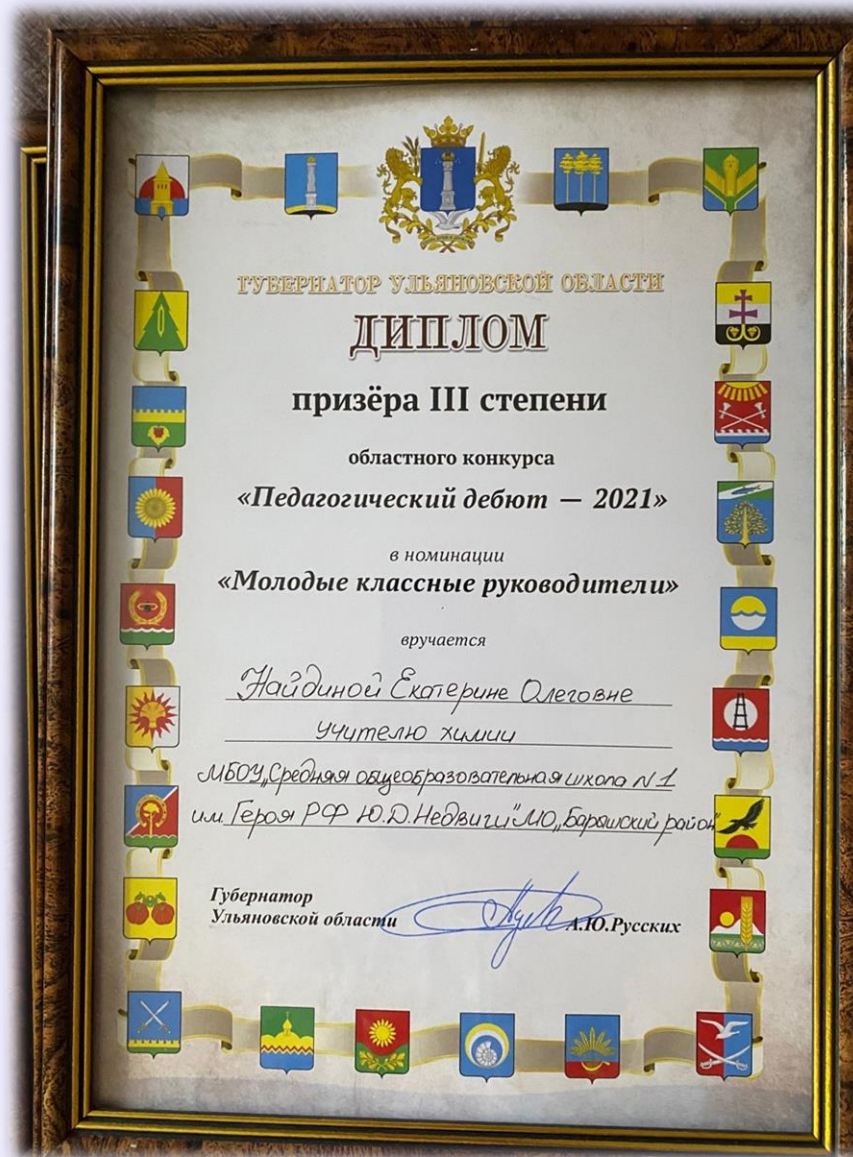 ГУБЕРНАТОР УЛЬЯНОВСКОЙ ОБЛАСТИ
ДИПЛОМ
призёра III степени
областного конкурса
«Педагогический дебют — 2021»
в номинации
«Молодые классные руководители»
вручается
Найдиной Екатерине Олеговне
учителю химии
МБОУ „Средняя общеобразовательная школа N 1
им. Героя РФ Ю.Д.Недвиги" МО „Барышский район"
Губернатор
Ульяновской области А.Ю.Русских